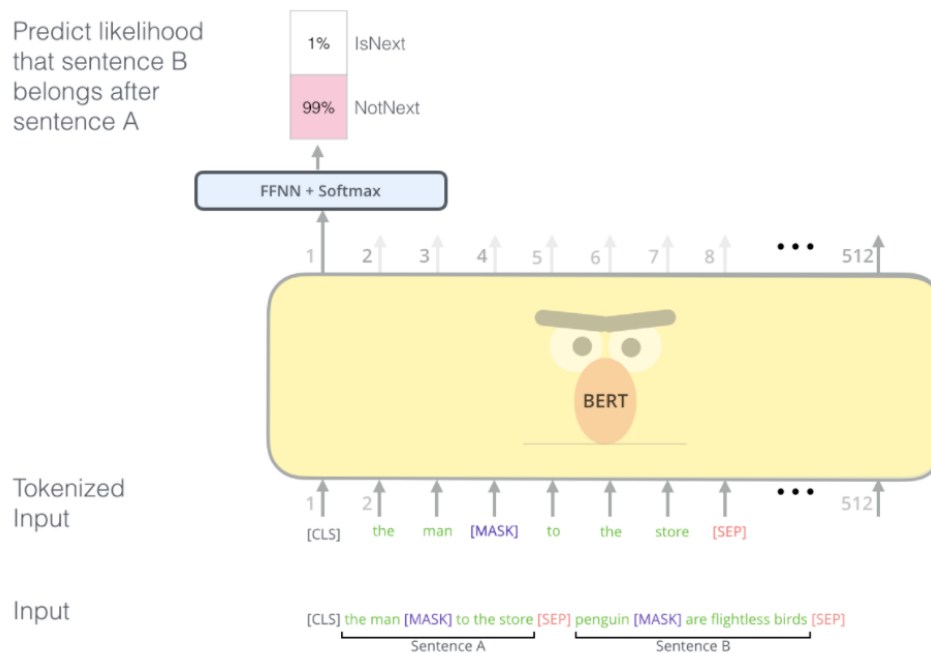 Predict likelihood
that sentence B
belongs after
sentence A
1% IsNext
99% NotNext
FFNN + Softmax
1 2 3 4 5 6 7 8 ••• 512
BERT
Tokenized
Input
1 2 ••• 512
[CLS] the man [MASK] to the store [SEP]
Input
[CLS] the man [MASK] to the store [SEP] penguin [MASK] are flightless birds [SEP]
Sentence A Sentence B